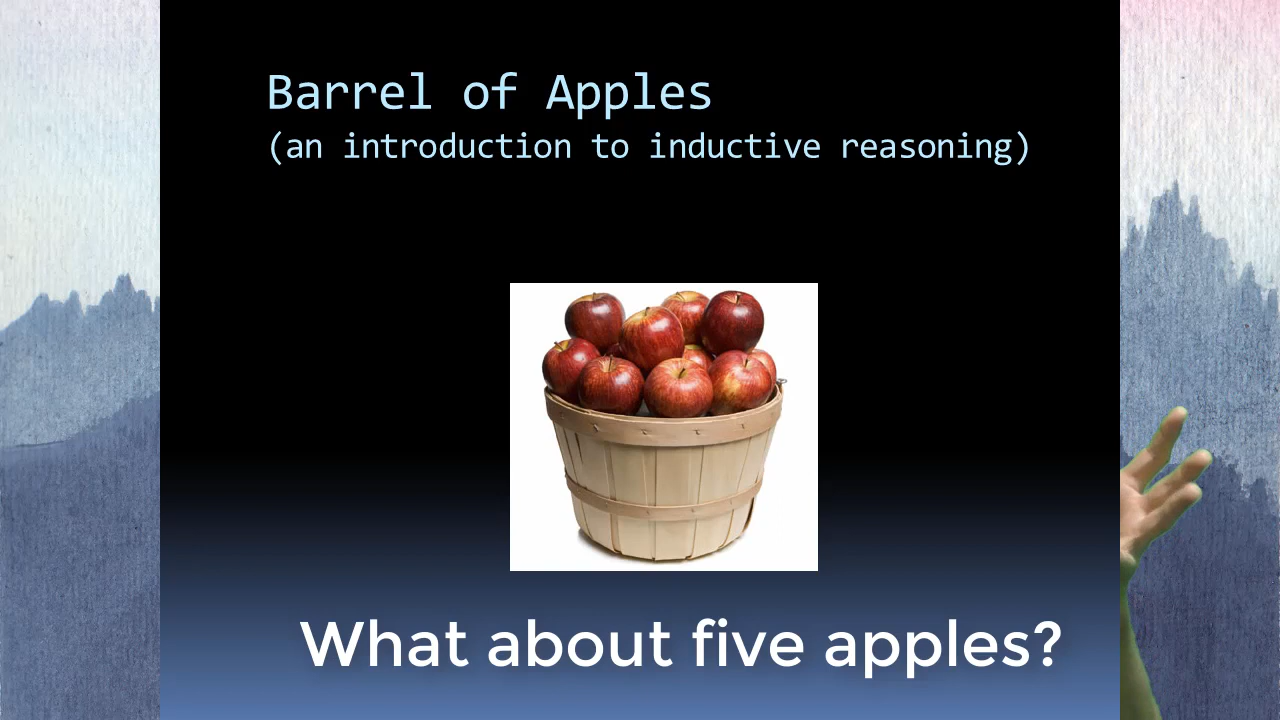 Barrel of Apples
(an introduction to inductive reasoning)
What about five apples?